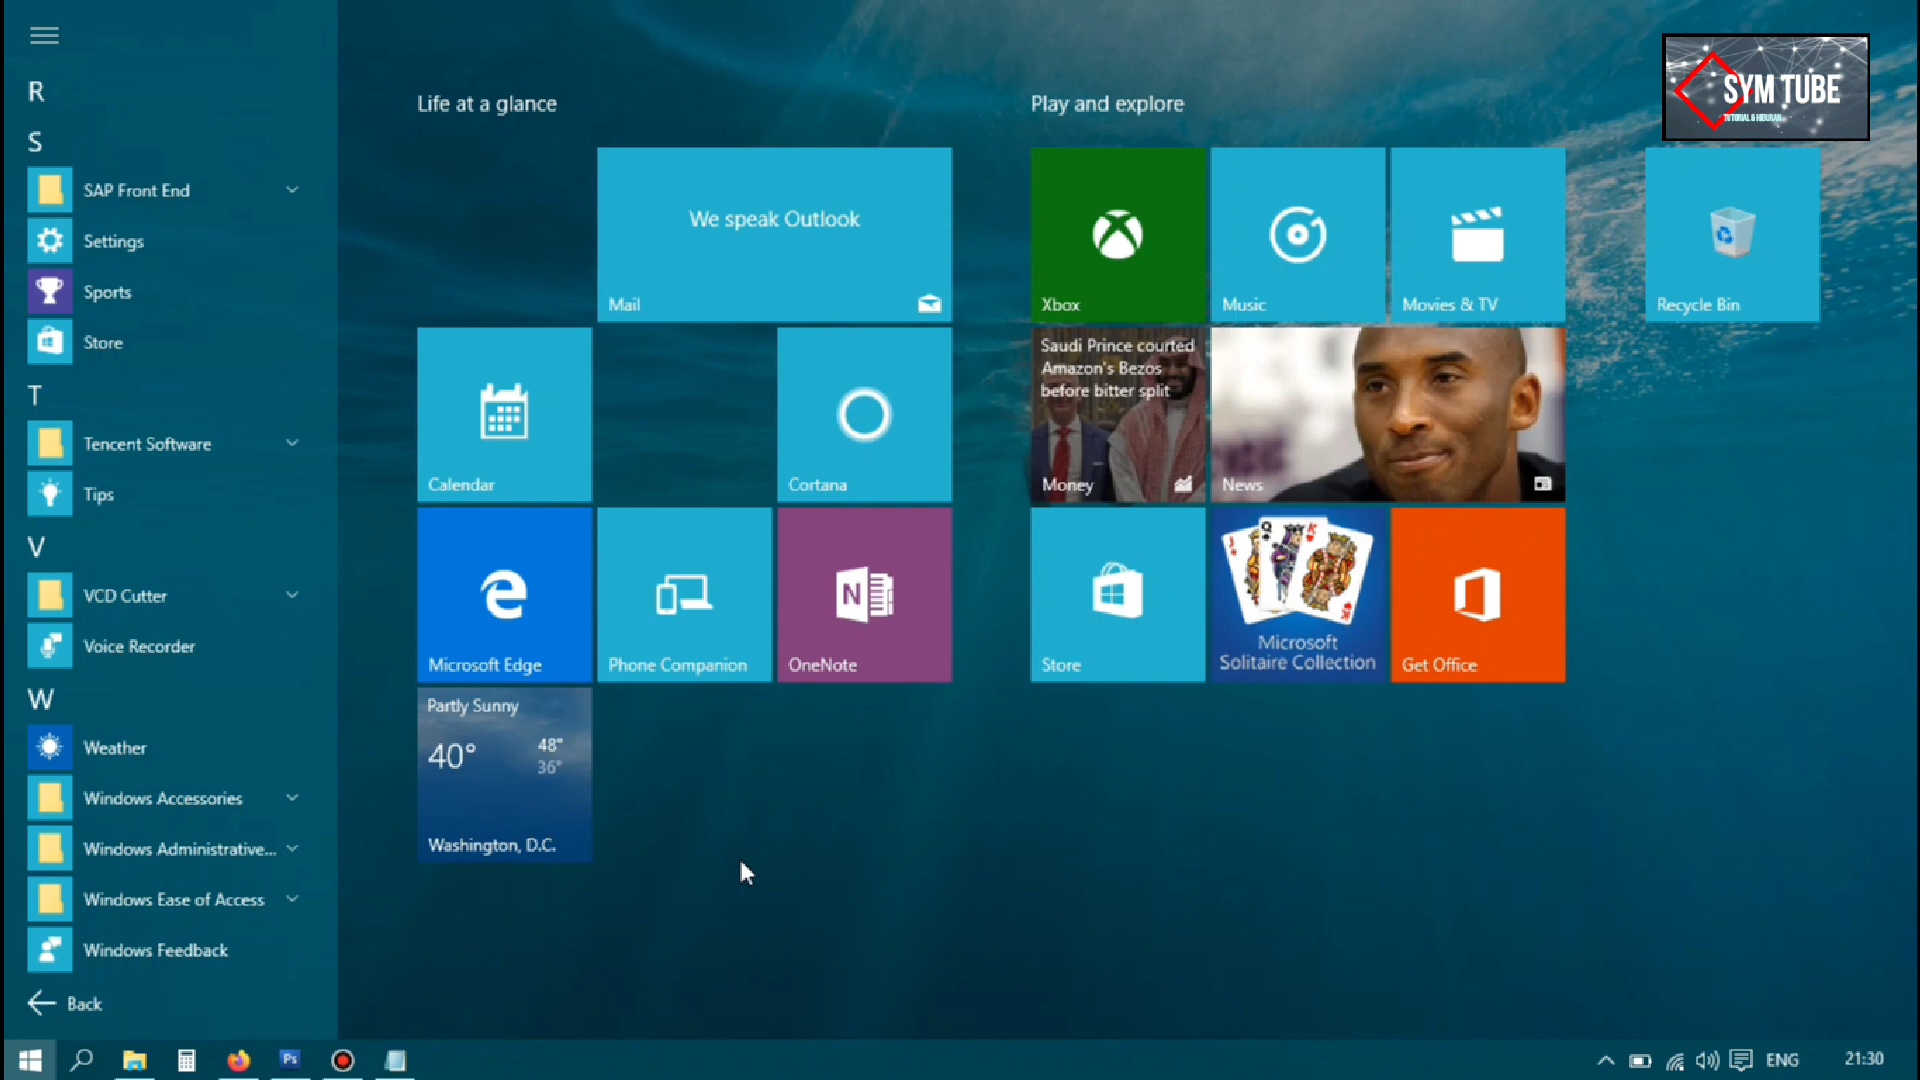 R
S
SAP Front End
Settings
Sports
Store
T
Tencent Software
Tips
V
VCD Cutter
Voice Recorder
W
Weather
Windows Accessories
Windows Administrative...
Windows Ease of Access
Windows Feedback
Back
Life at a glance
We speak Outlook
Mail
Calendar
Cortana
Microsoft Edge
Phone Companion
N
OneNote
Partly Sunny
40°
48°
36°
Washington, D.C.
Play and explore
Xbox
Music
Movies & TV
Recycle Bin
Saudi Prince courted
Amazon's Bezos
before bitter split
Money
News
Store
J
Q
K
K
Microsoft
Solitaire Collection
Get Office
SYM TUBE
TUTORIAL & HIBURAN
Ps
ENG
21:30